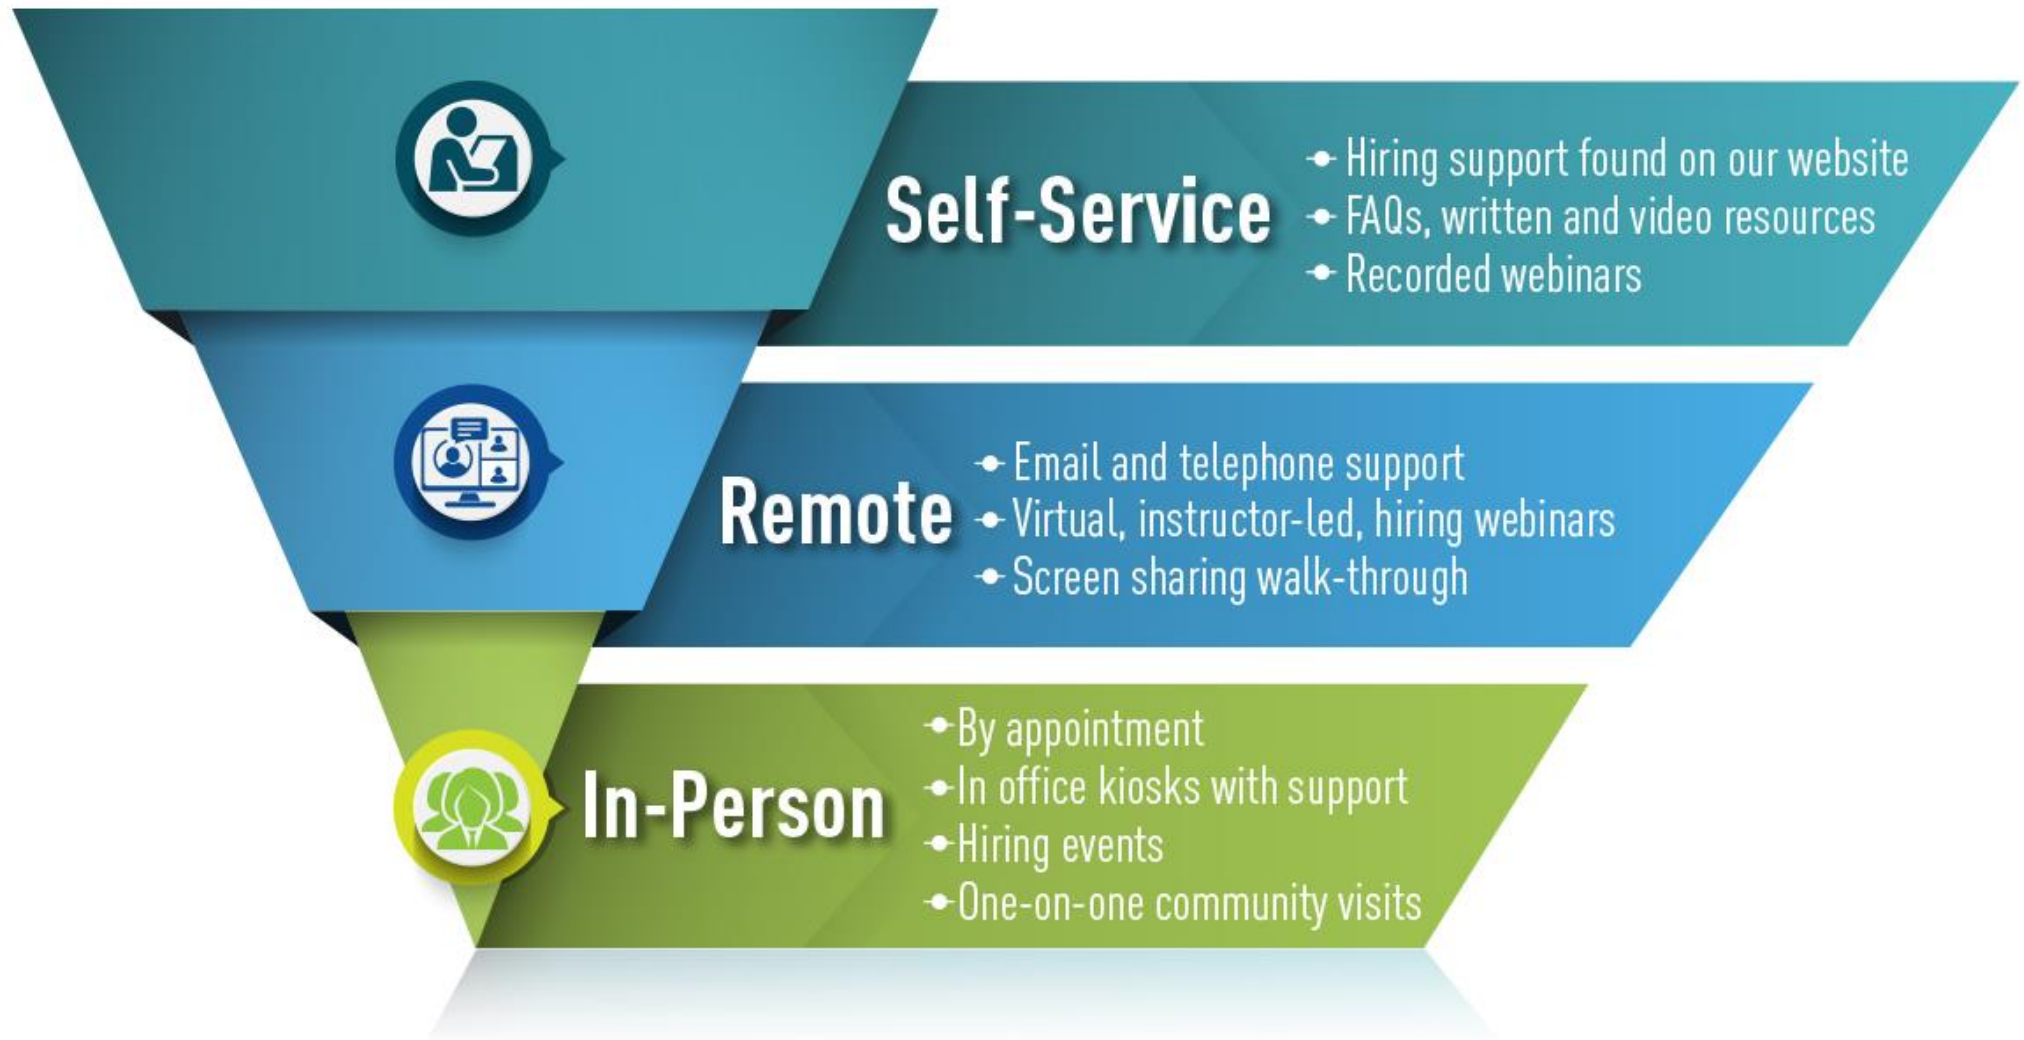 Self-Service
Hiring support found on our website
FAQs, written and video resources
Recorded webinars
Remote
Email and telephone support
Virtual, instructor-led, hiring webinars
Screen sharing walk-through
In-Person
By appointment
In office kiosks with support
Hiring events
One-on-one community visits